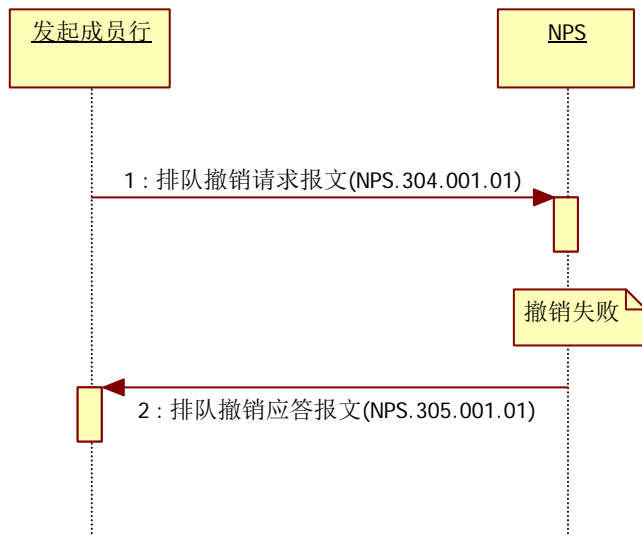 发起成员行
NPS
1 : 排队撤销请求报文(NPS.304.001.01)
撤销失败
2 : 排队撤销应答报文(NPS.305.001.01)